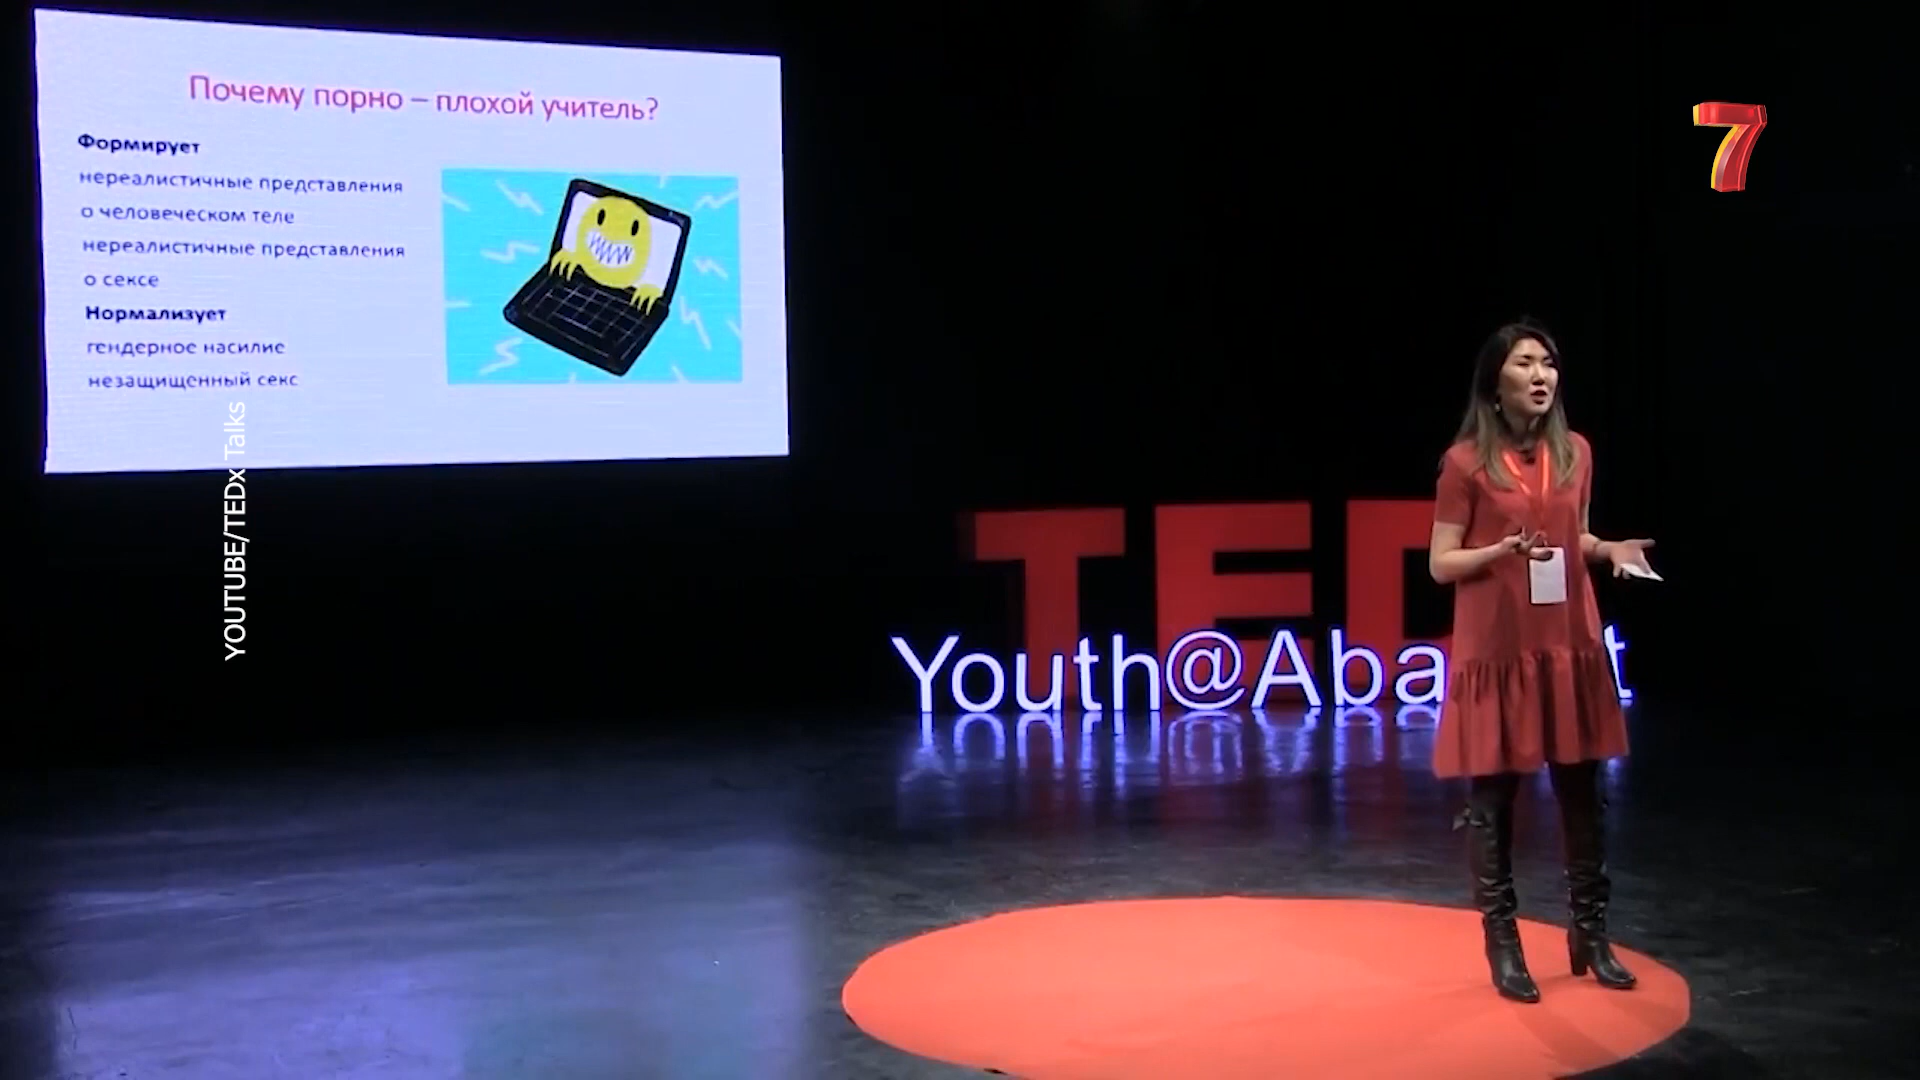 Почему порно – плохой учитель?
Формирует
нереалистичные представления
о человеческом теле
нереалистичные представления
о сексе
Нормализует
гендерное насилие
незащищенный секс
YOUTUBE/TEDx Talks
7
TED
Youth@Aba t